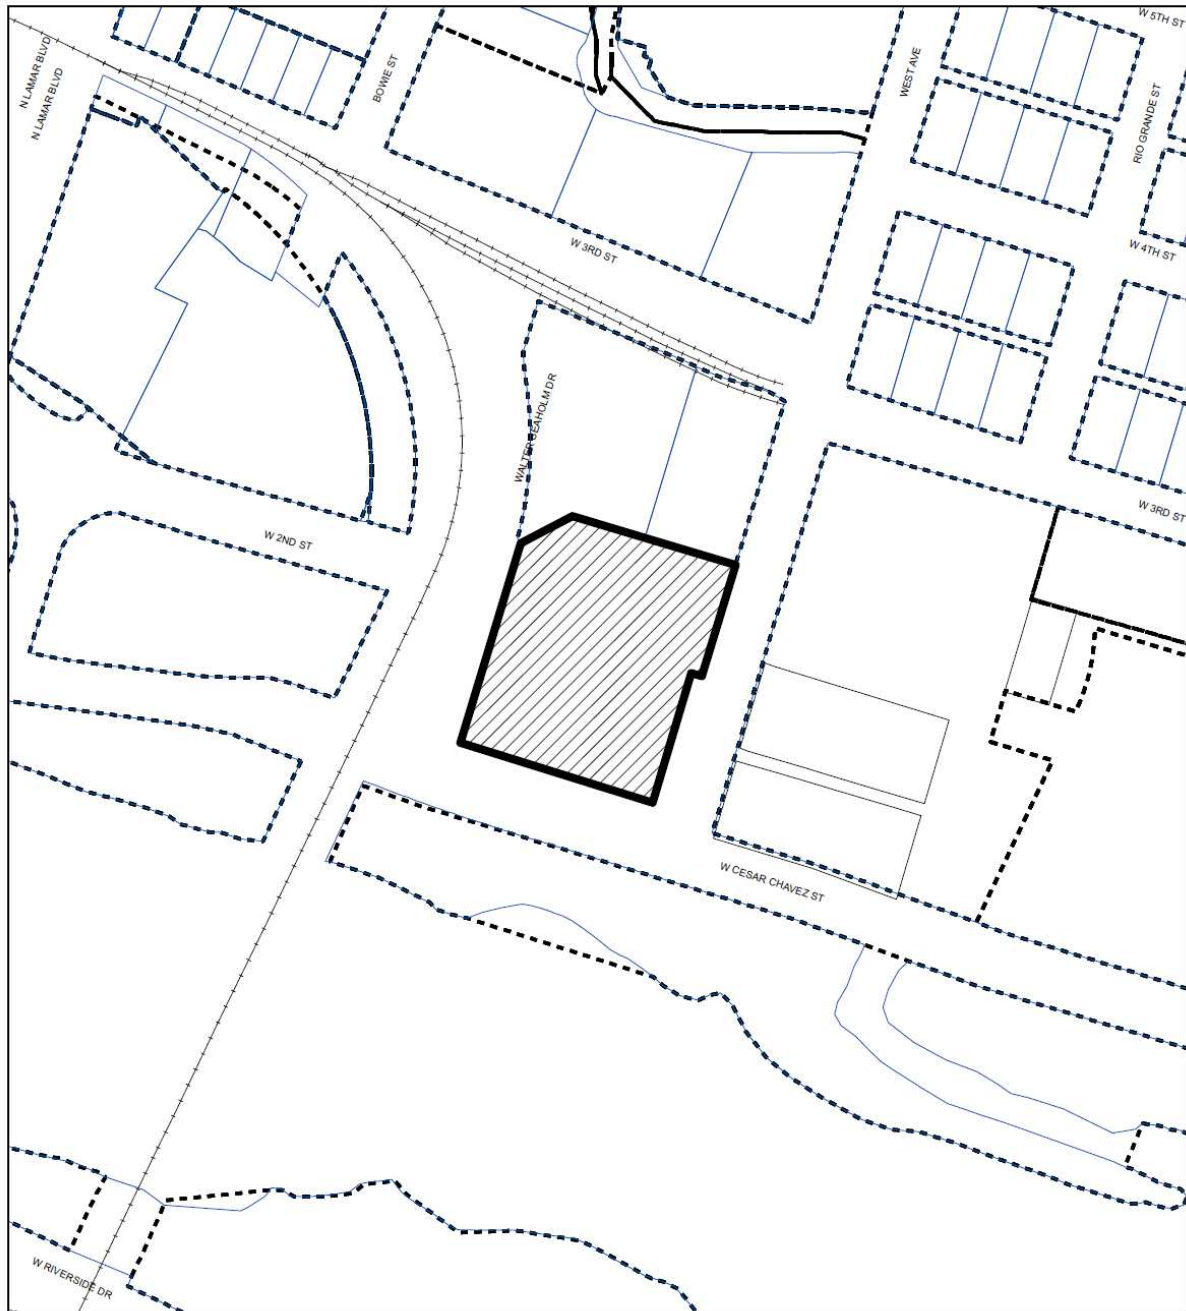 W 5TH ST
N LAMAR BLVD
N LAMAR BLVD
BOWIE ST
WEST AVE
RIO GRANDE ST
W 3RD ST
W 4TH ST
WALTER SEAHOLM DR
W 3RD ST
W 2ND ST
W CESAR CHAVEZ ST
W RIVERSIDE DR